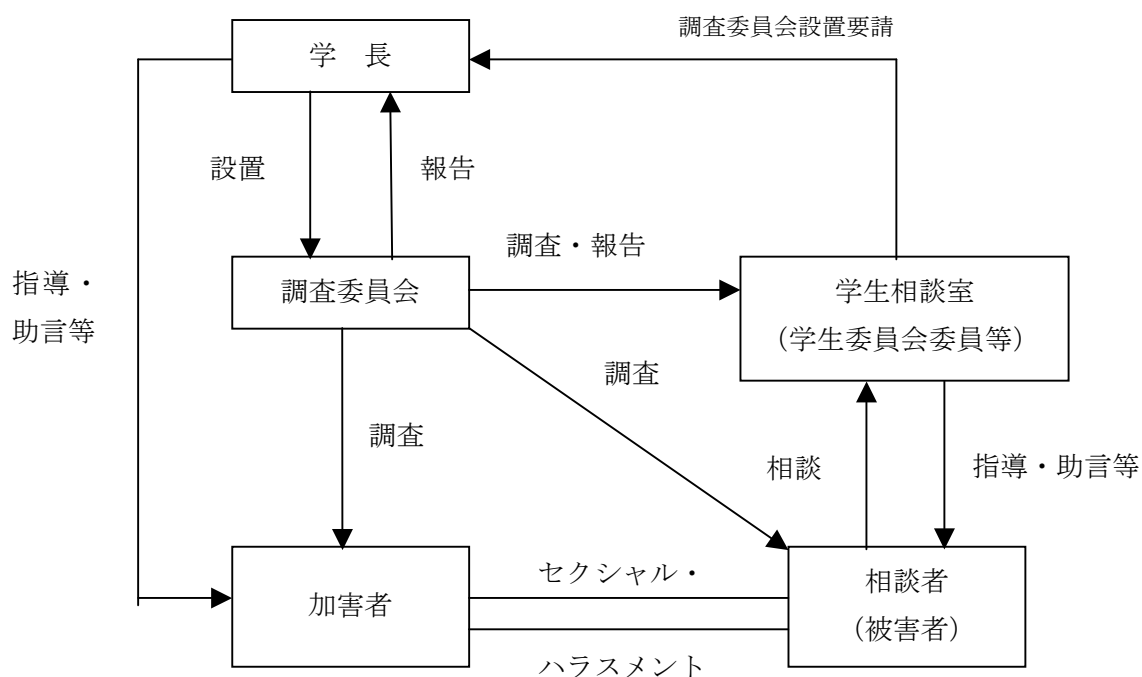 調査委員会設置要請
学 長
設置
報告
調査・報告
指導・
助言等
調査委員会
学生相談室
(学生委員会委員等)
調査
調査
相談
指導・助言等
セクシャル・
加害者
相談者
(被害者)
ハラスメント